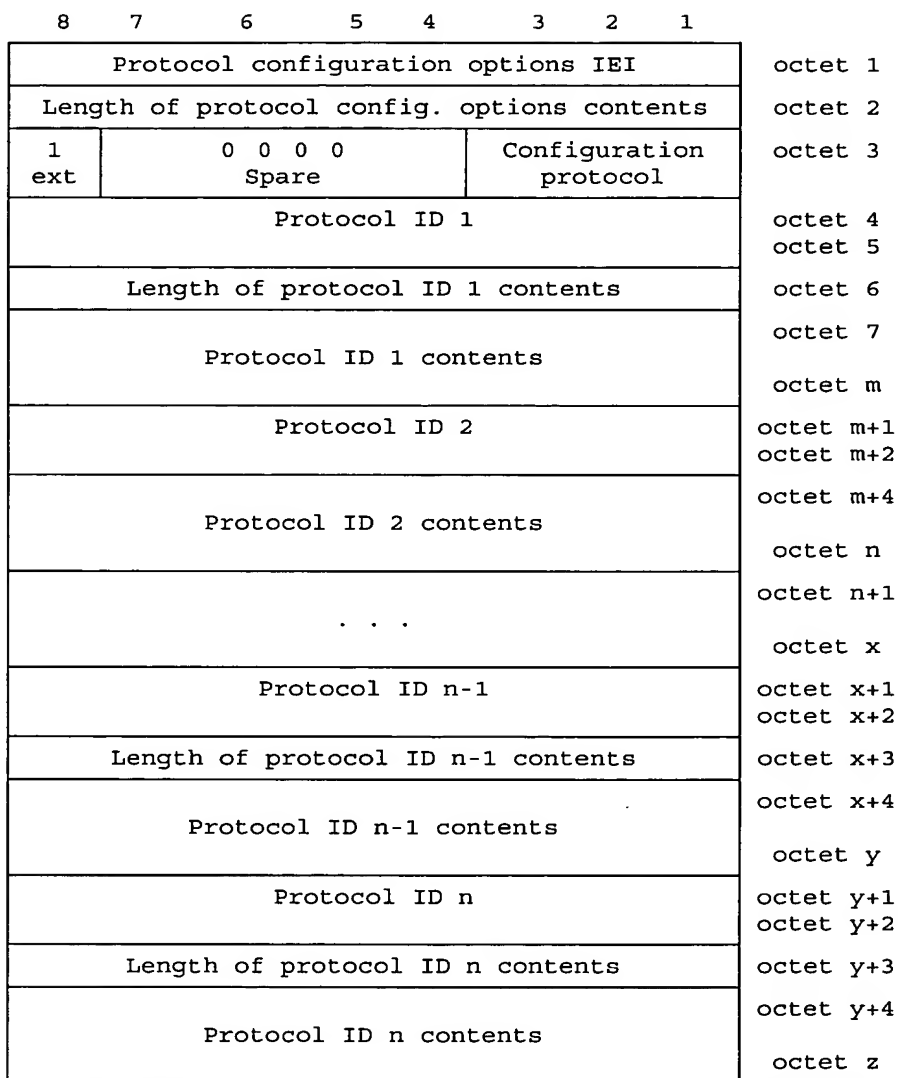 8 7 6 5 4 3 2 1
Protocol configuration options IEI octet 1
Length of protocol config. options contents octet 2
1 0 0 0 0 Configuration octet 3
ext Spare protocol
Protocol ID 1 octet 4
octet 5
Length of protocol ID 1 contents octet 6
octet 7
Protocol ID 1 contents
octet m
Protocol ID 2 octet m+1
octet m+2
octet m+4
Protocol ID 2 contents
octet n
octet n+1
. . .
octet x
Protocol ID n-1 octet x+1
octet x+2
Length of protocol ID n-1 contents octet x+3
octet x+4
Protocol ID n-1 contents
octet y
Protocol ID n octet y+1
octet y+2
Length of protocol ID n contents octet y+3
octet y+4
Protocol ID n contents
octet z